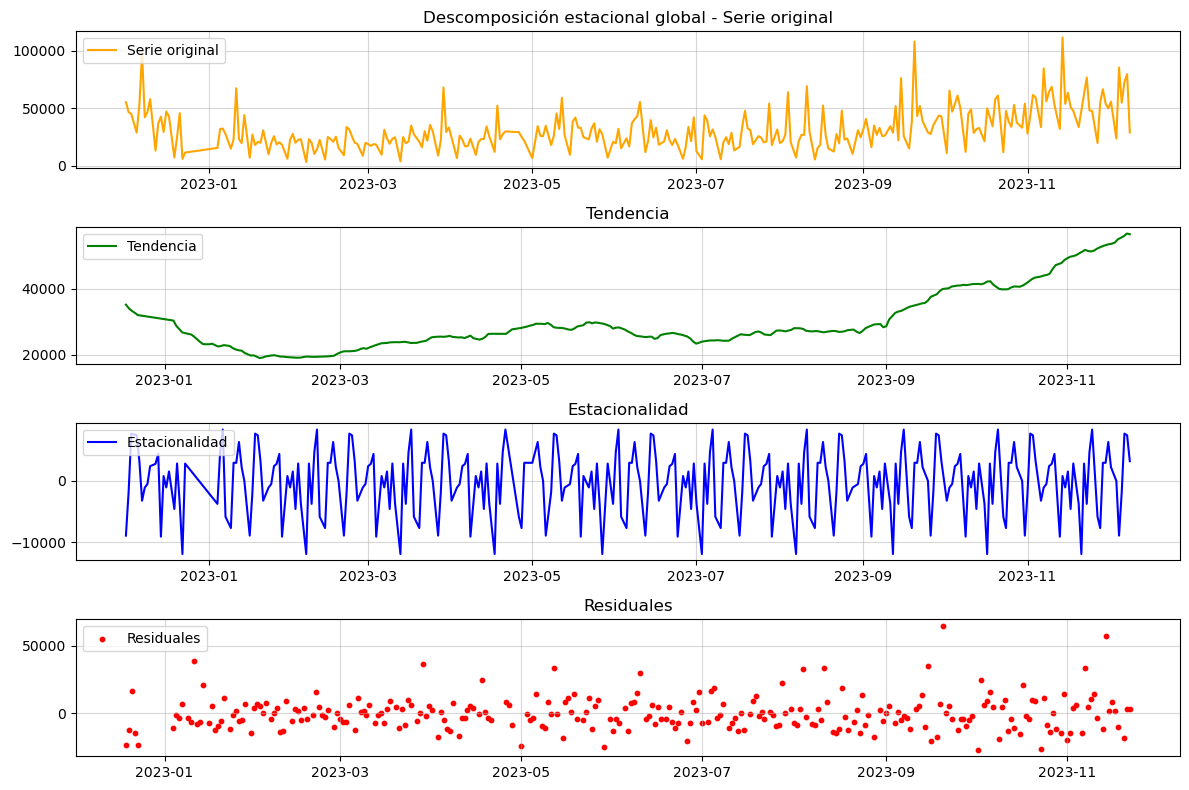 Descomposición estacional global - Serie original
Serie original
100000
50000
0
2023-01 2023-03 2023-05 2023-07 2023-09 2023-11
Tendencia
Tendencia
40000
20000
2023-01 2023-03 2023-05 2023-07 2023-09 2023-11
Estacionalidad
Estacionalidad
0
−10000
2023-01 2023-03 2023-05 2023-07 2023-09 2023-11
Residuales
Residuales
50000
0
2023-01 2023-03 2023-05 2023-07 2023-09 2023-11